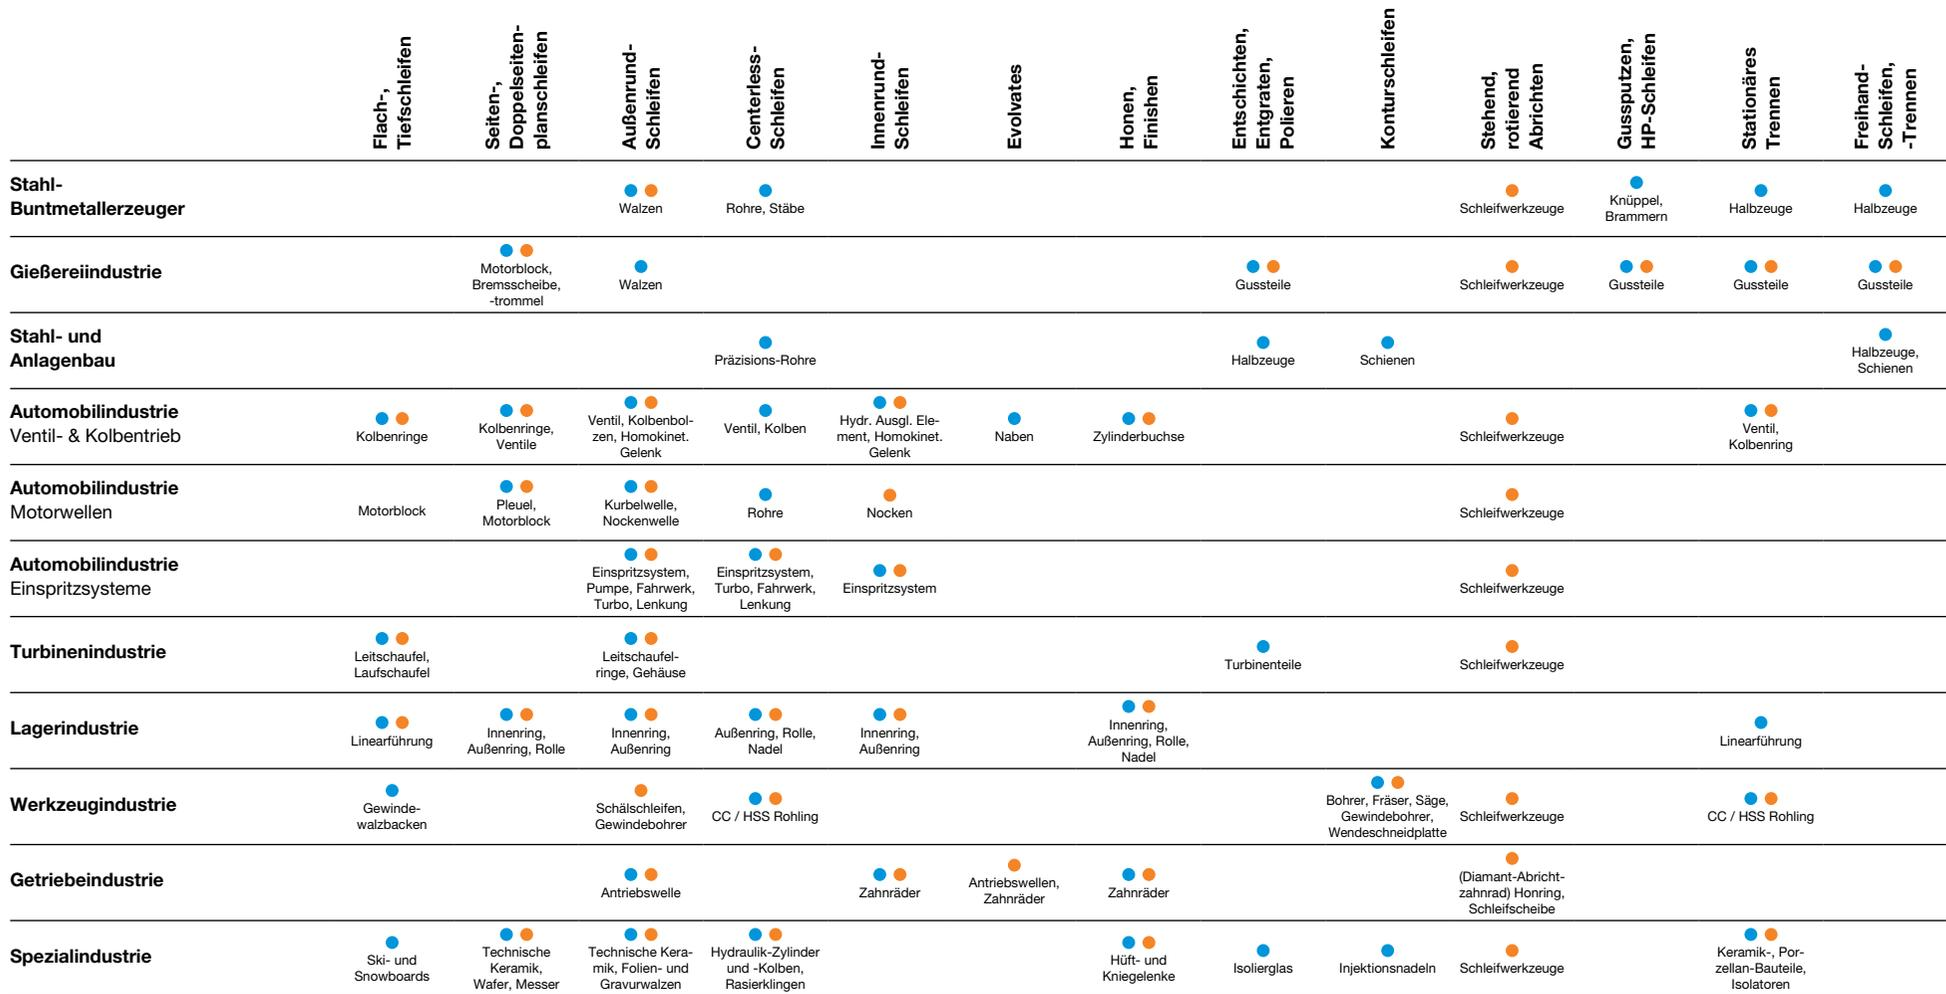 Flach-,
Tiefschleifen
Seiten-,
Doppelseiten-
planschleifen
Außenrund-
Schleifen
Centerless-
Schleifen
Innenrund-
Schleifen
Evolvates
Honen,
Finishen
Entschichten,
Entgraten,
Polieren
Konturschleifen
Stehend,
rotierend
Abrichten
Gussputzen,
HP-Schleifen
Stationäres
Trennen
Freihand-
Schleifen,
-Trennen
Stahl-
Buntmetallerzeuger
Walzen
Rohre, Stäbe
Schleifwerkzeuge
Knüppel,
Brammern
Halbzeuge
Halbzeuge
Gießereiindustrie
Motorblock,
Bremsscheibe,
-trommel
Walzen
Gussteile
Schleifwerkzeuge
Gussteile
Gussteile
Gussteile
Stahl- und
Anlagenbau
Präzisions-Rohre
Halbzeuge
Schienen
Halbzeuge,
Schienen
Automobilindustrie
Ventil- & Kolbentrieb
Kolbenringe
Kolbenringe,
Ventile
Ventil, Kolbenbol-
zen, Homokinet.
Gelenk
Ventil, Kolben
Hydr. Ausgl. Ele-
ment, Homokinet.
Gelenk
Naben
Zylinderbuchse
Schleifwerkzeuge
Ventil,
Kolbenring
Automobilindustrie
Motorwellen
Motorblock
Pleuel,
Motorblock
Kurbelwelle,
Nockenwelle
Rohre
Nocken
Schleifwerkzeuge
Automobilindustrie
Einspritzsysteme
Einspritzsystem,
Pumpe, Fahrwerk,
Turbo, Lenkung
Einspritzsystem,
Turbo, Fahrwerk,
Lenkung
Einspritzsystem
Schleifwerkzeuge
Turbinenindustrie
Leitschaufel,
Laufschaufel
Leitschaufel-
ringe, Gehäuse
Turbinenteile
Schleifwerkzeuge
Lagerindustrie
Linearführung
Innenring,
Außenring, Rolle
Innenring,
Außenring
Außenring, Rolle,
Nadel
Innenring,
Außenring
Innenring,
Außenring, Rolle,
Nadel
Linearführung
Werkzeugindustrie
Gewinde-
walzbacken
Schälschleifen,
Gewindebohrer
CC / HSS Rohling
Bohrer, Fräser, Säge,
Gewindebohrer,
Wendeschneidplatte
Schleifwerkzeuge
CC / HSS Rohling
Getriebeindustrie
Antriebswelle
Zahnräder
Antriebswellen,
Zahnräder
Zahnräder
(Diamant-Abricht-
zahnrad) Honring,
Schleifscheibe
Spezialindustrie
Ski- und
Snowboards
Technische
Keramik,
Wafer, Messer
Technische Kera-
mik, Folien- und
Gravurwalzen
Hydraulik-Zylinder
und -Kolben,
Rasierklingen
Hüft- und
Kniegelenke
Isolierglas
Injektionsnadeln
Schleifwerkzeuge
Keramik-, Por-
zellan-Bauteile,
Isolatoren